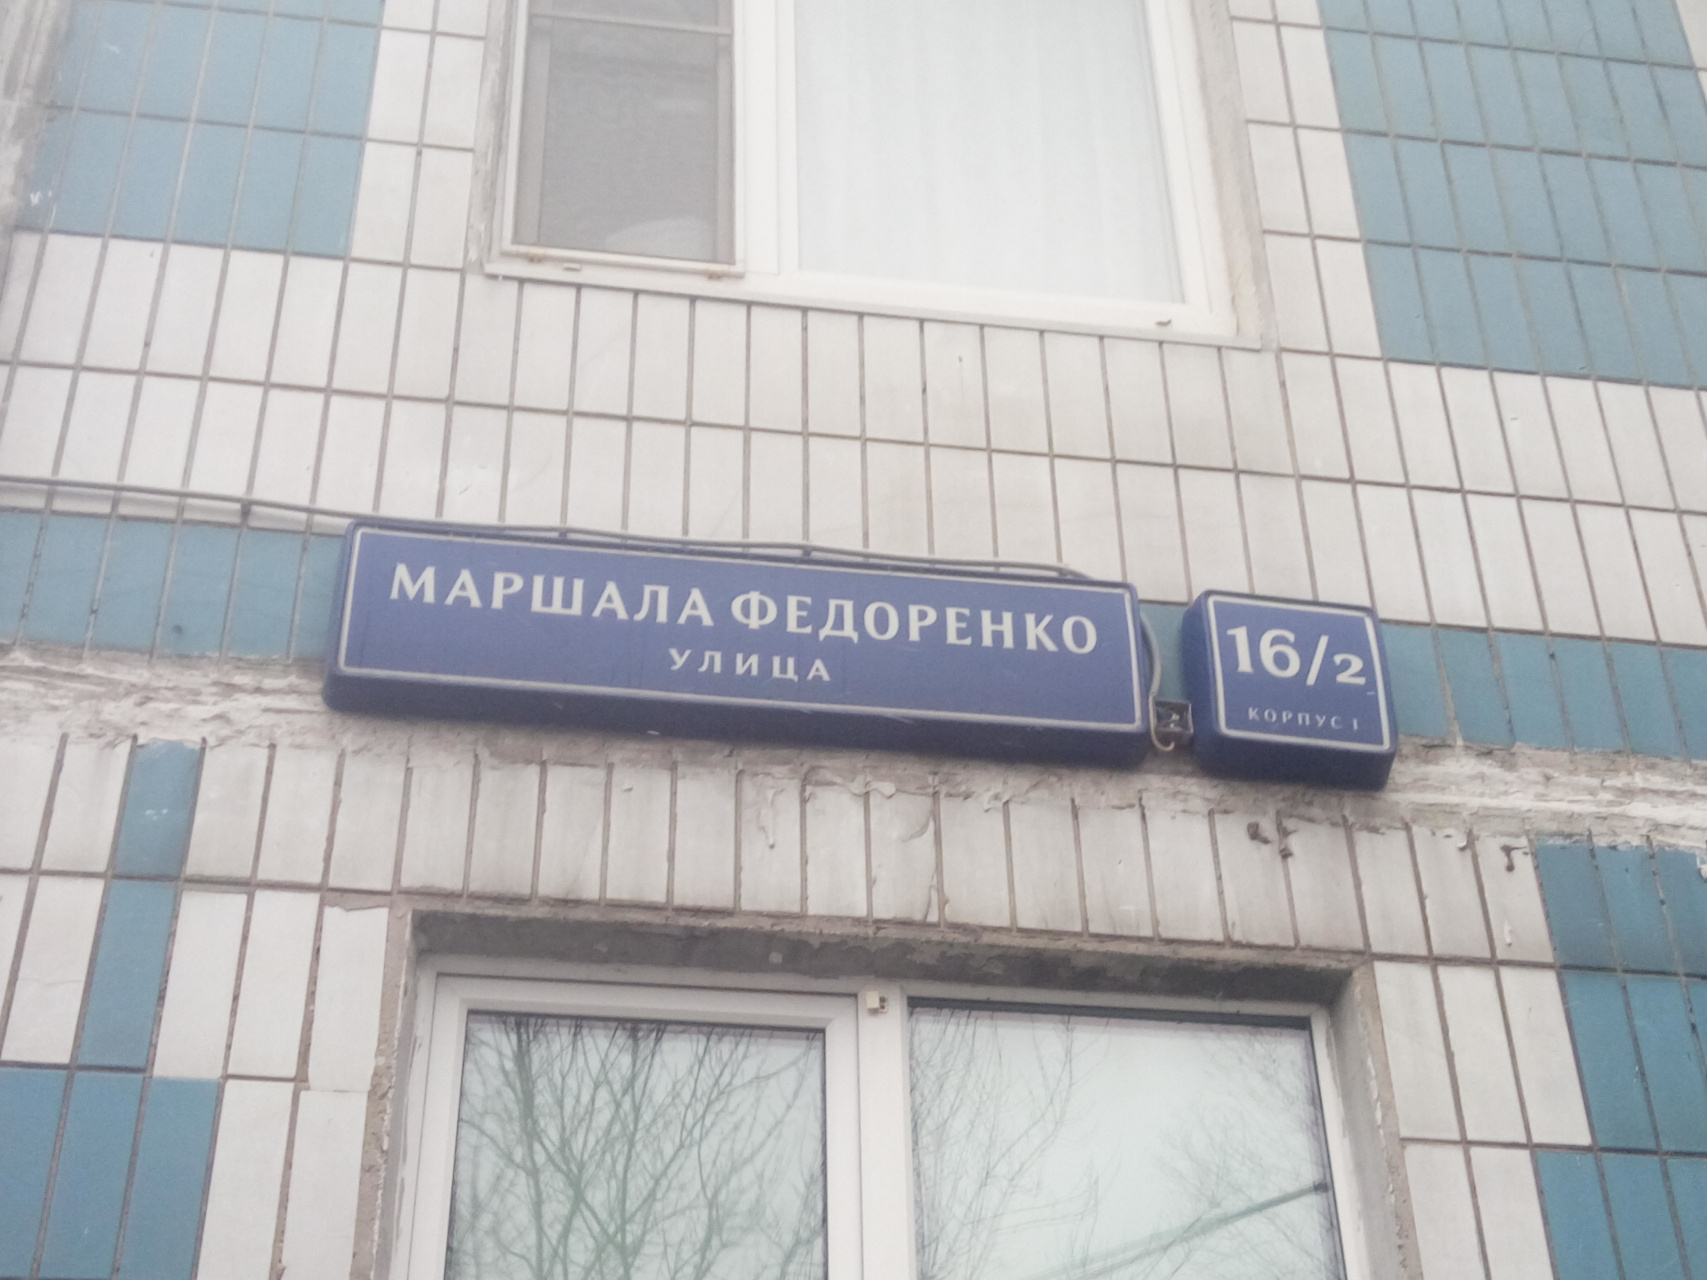 МАРШАЛА ФЕДОРЕНКО
УЛИЦА
16/2
КОРПУС 1